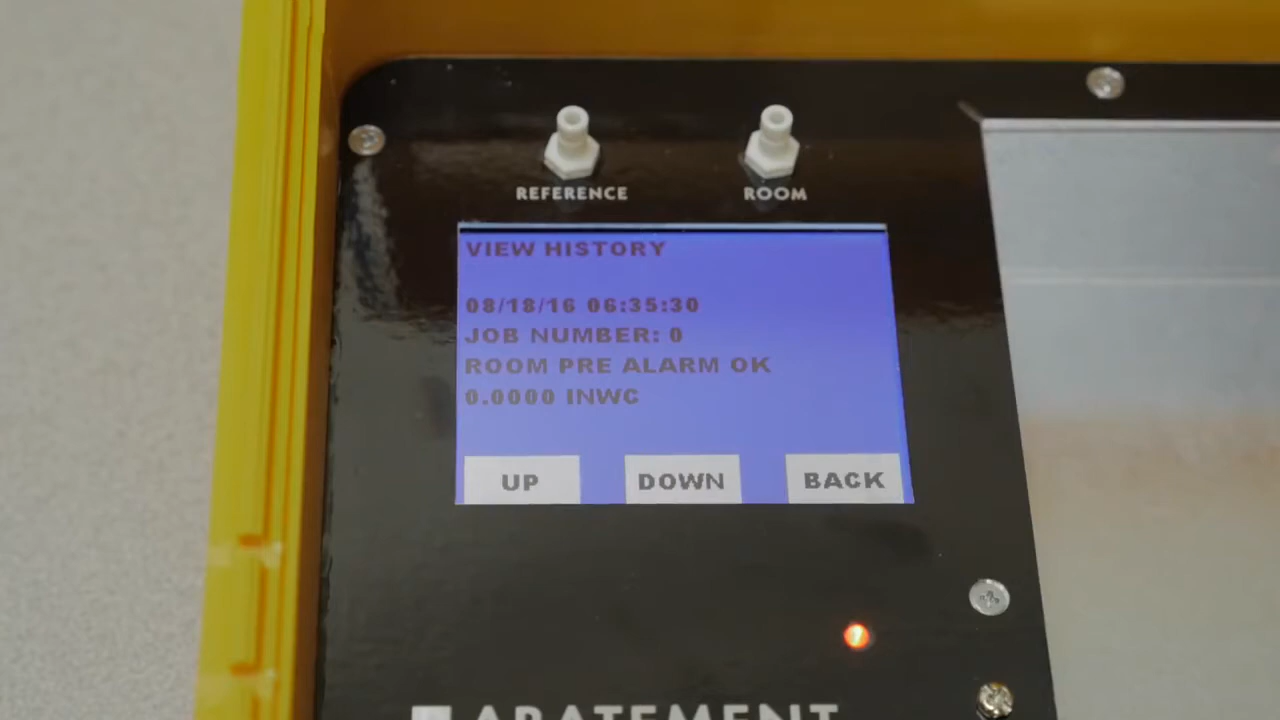 REFERENCE ROOM
VIEW HISTORY
08/18/16 06:35:30
JOB NUMBER: 0
ROOM PRE ALARM OK
0.0000 INWC
UP DOWN BACK
ABATEMENT